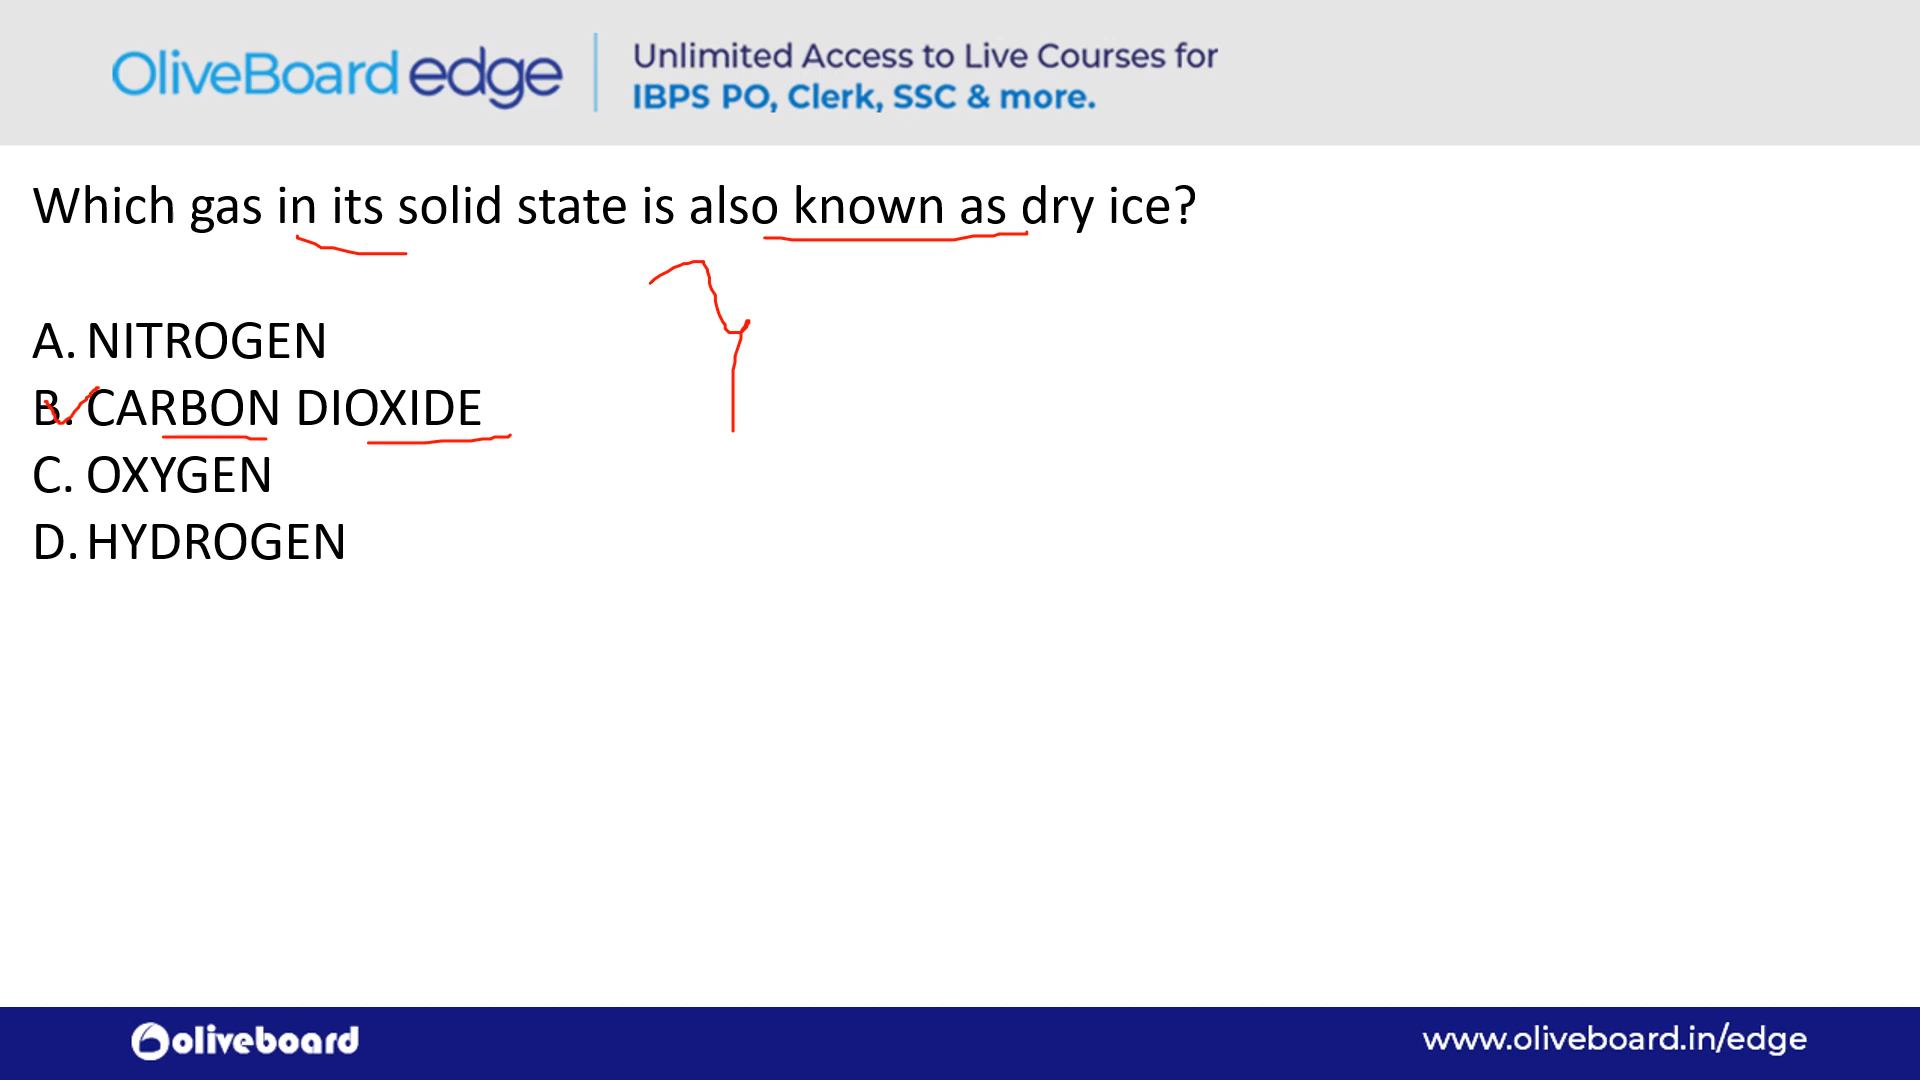 OliveBoard edge
Unlimited Access to Live Courses for
IBPS PO, Clerk, SSC & more.
Which gas in its solid state is also known as dry ice?
A. NITROGEN
B. CARBON DIOXIDE
C. OXYGEN
D. HYDROGEN
oliveboard
www.oliveboard.in/edge